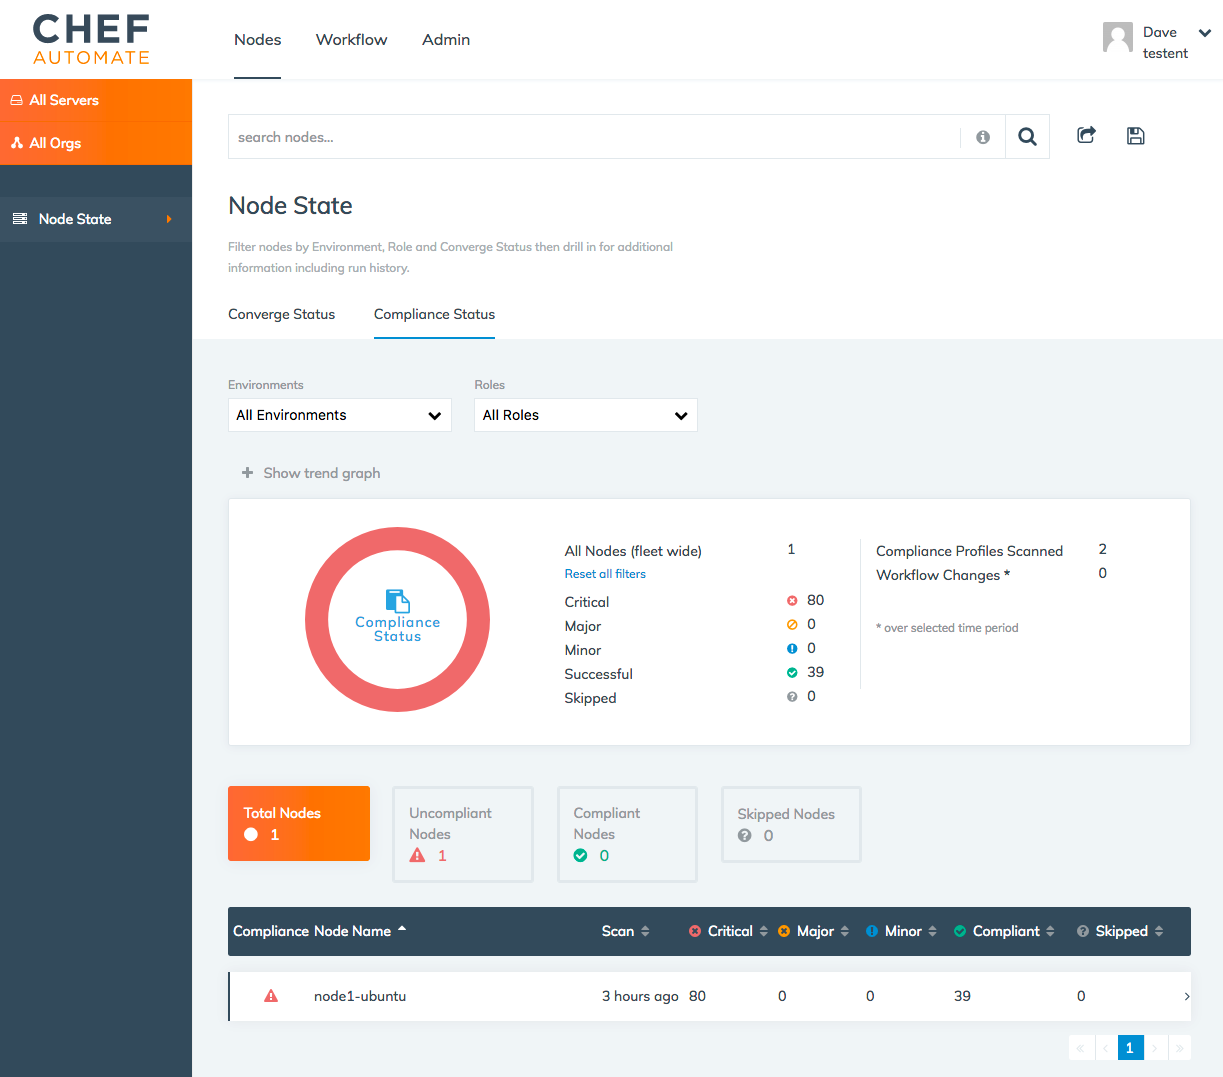 CHEF
AUTOMATE
Nodes Workflow Admin
Dave
testent
All Servers
All Orgs
Node State
search nodes...
Node State
Filter nodes by Environment, Role and Converge Status then drill in for additional
information including run history.
Converge Status Compliance Status
Environments Roles
All Environments All Roles
+ Show trend graph
Compliance
Status
All Nodes (fleet wide) 1
Reset all filters
Critical 80
Major 0
Minor 0
Successful 39
Skipped 0
Compliance Profiles Scanned 2
Workflow Changes * 0
* over selected time period
Total Nodes
1
Uncompliant
Nodes
1
Compliant
Nodes
0
Skipped Nodes
0
Compliance Node Name Scan Critical Major Minor Compliant Skipped
node1-ubuntu 3 hours ago 80 0 0 39 0
« ‹ 1 › »